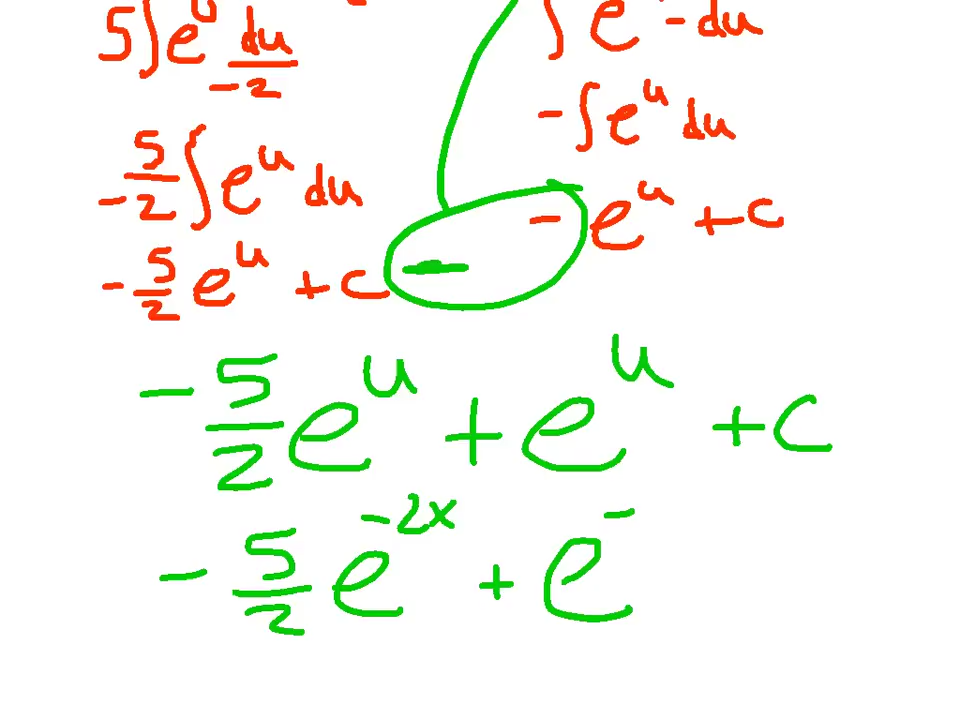 5∫e^u du/-2
∫e^u -du
-∫e^u du
-5/2 ∫e^u du
-e^u + c
-5/2 e^u + c -
-5/2 e^u + e^u + c
-5/2 e^-2x + e^-